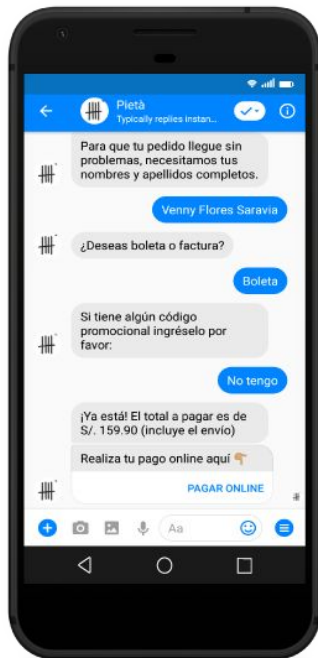 Pietà
Typically replies instan...
Para que tu pedido llegue sin
problemas, necesitamos tus
nombres y apellidos completos.
Venny Flores Saravia
¿Deseas boleta o factura?
Boleta
Si tiene algún código
promocional ingréselo por
favor:
No tengo
¡Ya está! El total a pagar es de
S/. 159.90 (incluye el envío)
Realiza tu pago online aquí 👇🏼
PAGAR ONLINE
Aa